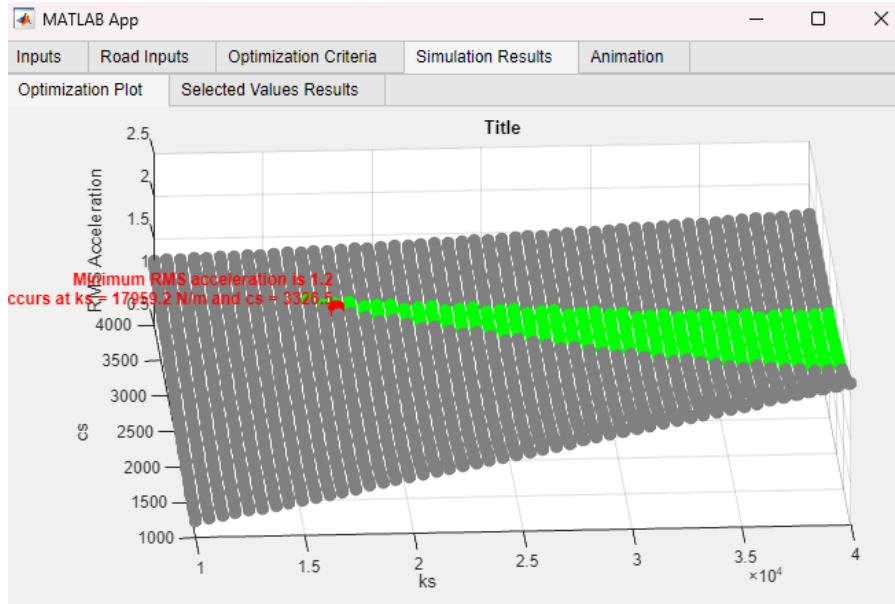 MATLAB App
Inputs Road Inputs Optimization Criteria Simulation Results Animation
Optimization Plot Selected Values Results
Title
2.5
2
1.5
1
0.5
RMS Acceleration
Minimum RMS acceleration is 1.2
ccurs at ks = 17959.2 N/m and cs = 3326.5
4000
3500
3000
2500
2000
1500
1000
cs
1 1.5 2 2.5 3 3.5 4
×10⁴
ks